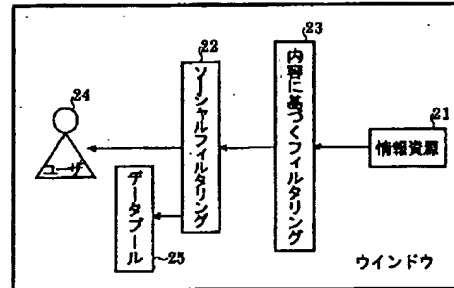 22
ソーシャルフィルタリング
23
内容に基づくフィルタリング
21
情報資源
24
ユーザ
データプール
25
ウインドウ